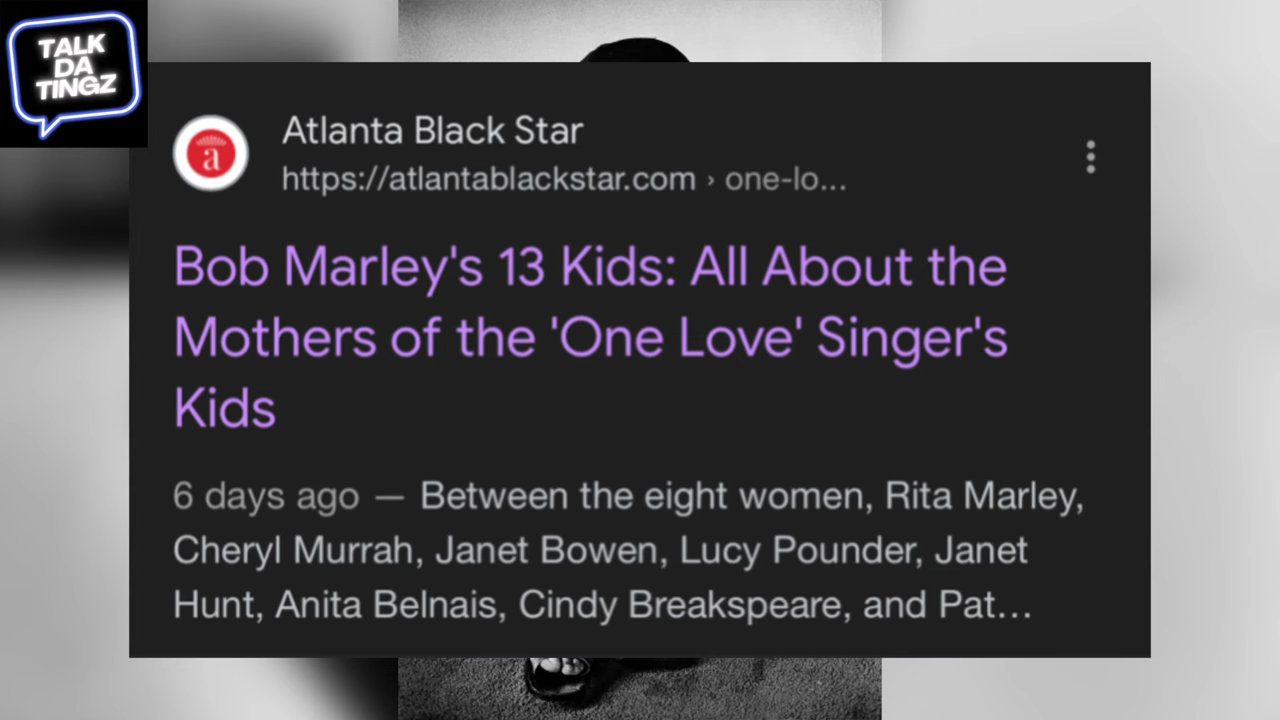 TALK
DA
TINGZ
a
Atlanta Black Star
https://atlantablackstar.com › one-lo...
Bob Marley's 13 Kids: All About the
Mothers of the 'One Love' Singer's
Kids
6 days ago — Between the eight women, Rita Marley,
Cheryl Murrah, Janet Bowen, Lucy Pounder, Janet
Hunt, Anita Belnais, Cindy Breakspeare, and Pat...